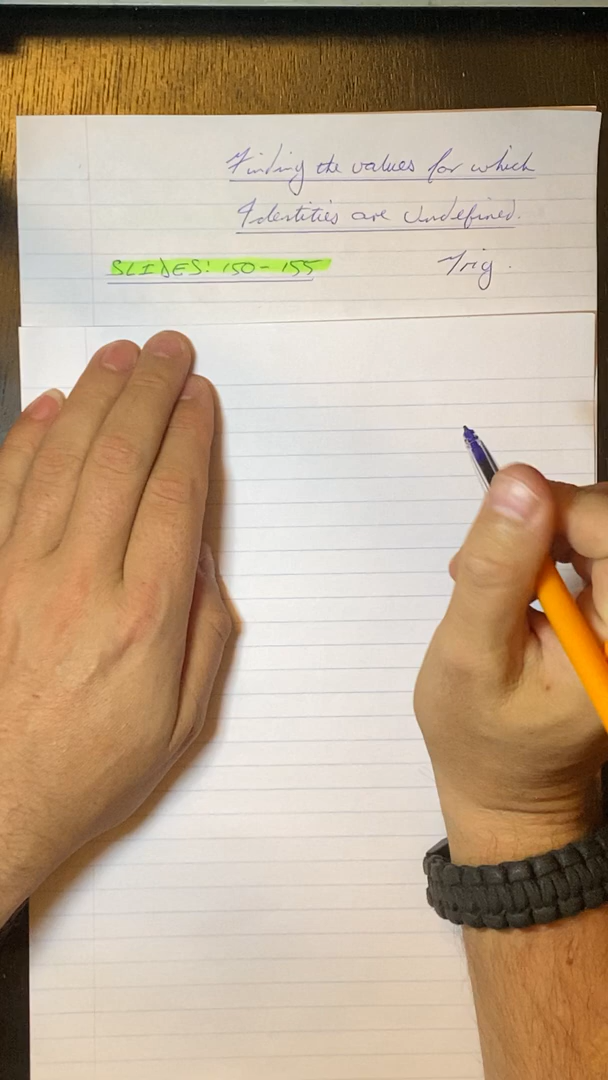 Finding the values for which
Identities are Undefined.
SLIDES: 150-155
Trig.